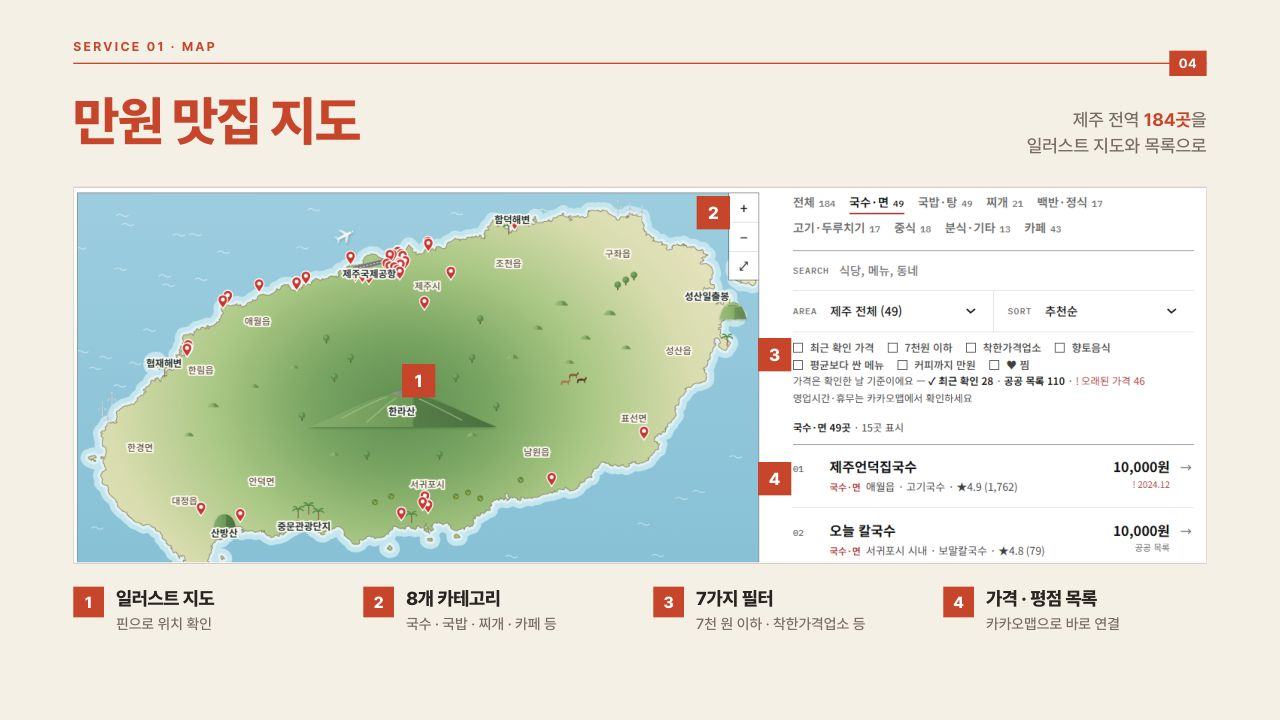 SERVICE 01 · MAP
04
만원 맛집 지도
제주 전역 184곳을
일러스트 지도와 목록으로
2
+
−
⤢
함덕해변
구좌읍
조천읍
제주국제공항
제주시
성산일출봉
애월읍
협재해변
한림읍
성산읍
1
한라산
표선면
한경면
남원읍
안덕면
서귀포시
대정읍
중문관광단지
산방산
전체 184 국수·면 49 국밥·탕 49 찌개 21 백반·정식 17
고기·두루치기 17 중식 18 분식·기타 13 카페 43
SEARCH 식당, 메뉴, 동네
AREA 제주 전체 (49) SORT 추천순
3
☐ 최근 확인 가격 ☐ 7천원 이하 ☐ 착한가격업소 ☐ 향토음식
☐ 평균보다 싼 메뉴 ☐ 커피까지 만원 ☐ ♥ 찜
가격은 확인한 날 기준이에요 — ✓ 최근 확인 28 · 공공 목록 110 · ! 오래된 가격 46
영업시간·휴무는 카카오맵에서 확인하세요
국수·면 49곳 · 15곳 표시
4
01 제주언덕집국수 10,000원 →
국수·면 애월읍 · 고기국수 · ★4.9 (1,762) ! 2024.12
02 오늘 칼국수 10,000원 →
국수·면 서귀포시 시내 · 보말칼국수 · ★4.8 (79) 공공 목록
1 일러스트 지도
핀으로 위치 확인
2 8개 카테고리
국수 · 국밥 · 찌개 · 카페 등
3 7가지 필터
7천 원 이하 · 착한가격업소 등
4 가격 · 평점 목록
카카오맵으로 바로 연결